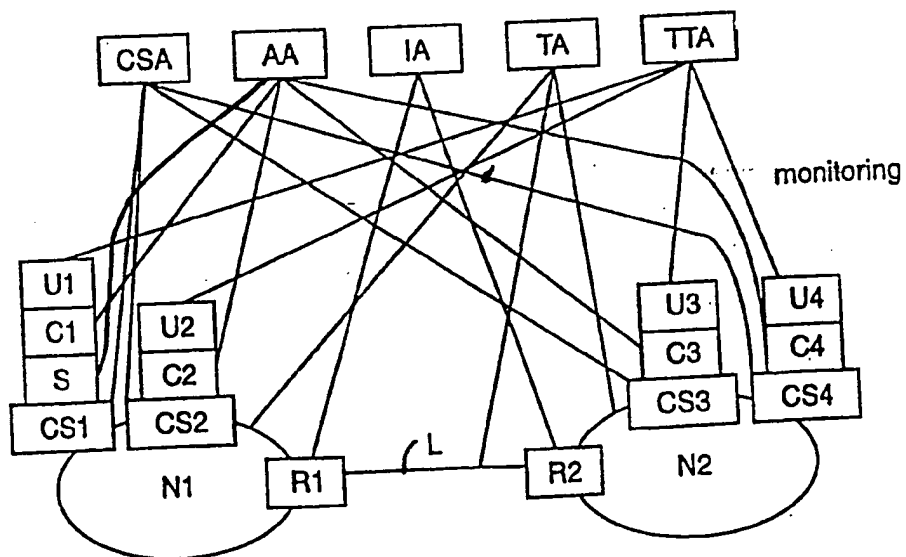 CSA AA IA TA TTA
monitoring
U1
C1
S
CS1
U2
C2
CS2
U3
C3
CS3
U4
C4
CS4
N1
R1
L
R2
N2